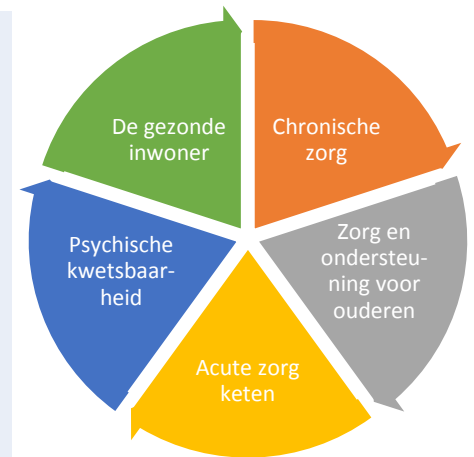 De gezonde
inwoner
Chronische
zorg
Zorg en
ondersteu-
ning voor
ouderen
Acute zorg
keten
Psychische
kwetsbaar-
heid